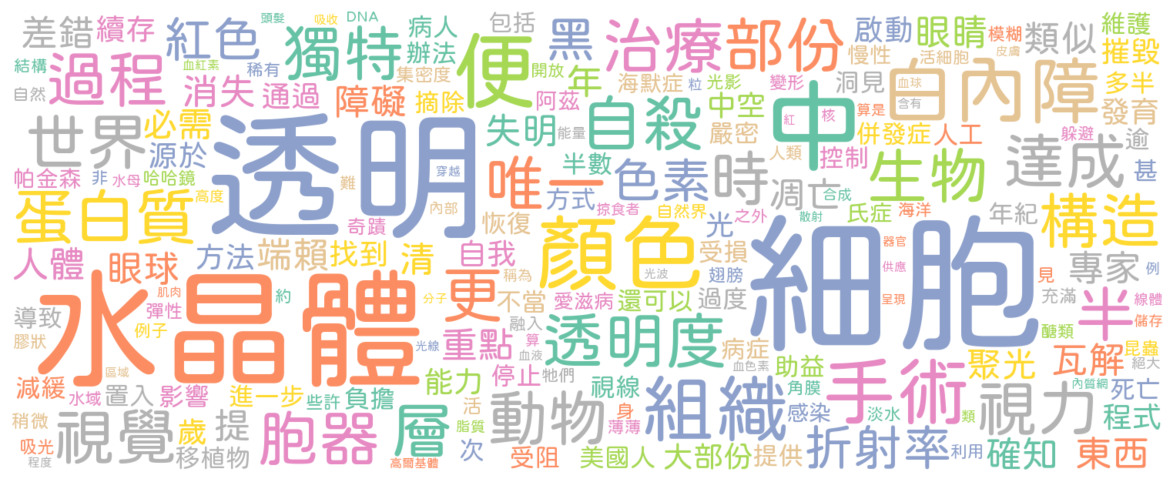 差錯
續存
紅色
頭髮
吸收
DNA
病人
包括
黑
治療
部份
啟動
眼睛
模糊
類似
維護
結構
過程
血紅素
稀有
獨特
辦法
集密度
便
開放
年
海默症
光影
變形
慢性
活細胞
皮膚
洞見
摧毀
自然
消失
通過
障礙
摘除
阿茲
粒
中空
中
紅
核
算是
併發症
血球
含有
白內障
人工
多半
發育
世界
必需
源於
透明
穿越
失明
能量
自殺
嚴密
人類
控制
生物
達成
躲避
逾
帕金森
非
水母
哈哈鏡
難
唯一
半數
方式
色素
時
凋亡
合成
基
蛋白質
高度
奇蹟
內部
恢復
掠食者
自然界
光
之外
散射
氏症
海洋
年紀
構造
人體
眼球
方法
端賴
找到
清
自我
稱為
顏色
光波
受損
翅膀
細胞
器官
供應
呈現
專家
見
例
導致
水晶體
肌肉
彈性
例子
約
分子
更
不當
愛滋病
還可以
過度
充滿
半
線體
儲存
膠狀
區域
光線
重點
融入
算
血液
透明度
病症
血色素
助益
聚光
醣類
瓦解
昆蟲
絕大
減緩
水域
置入
影響
進一步
些許
負擔
能力
停止
牠們
視線
角膜
手術
內質網
死亡
稍微
視覺
歲
提
胞器
層
活
脂質
動物
身
薄薄
組織
感染
淡水
類
視力
程式
吸光
程度
移植物
高爾基體
次
受阻
美國人
大部份
提供
折射率
利用
確知
東西